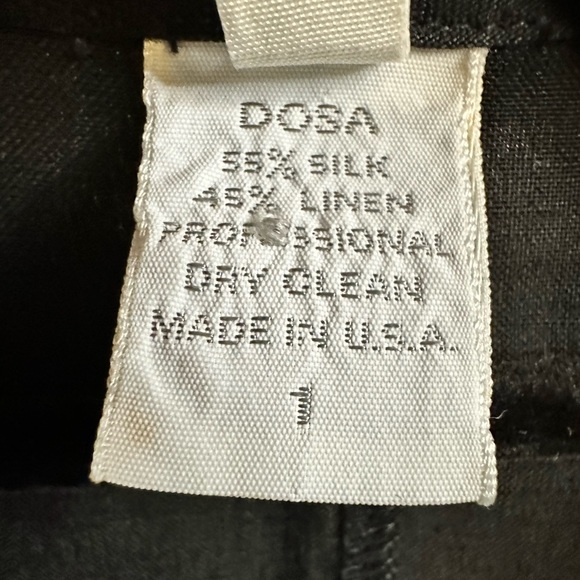 DOSA
55% SILK
45% LINEN
PROFESSIONAL
DRY CLEAN
MADE IN U.S.A.
1